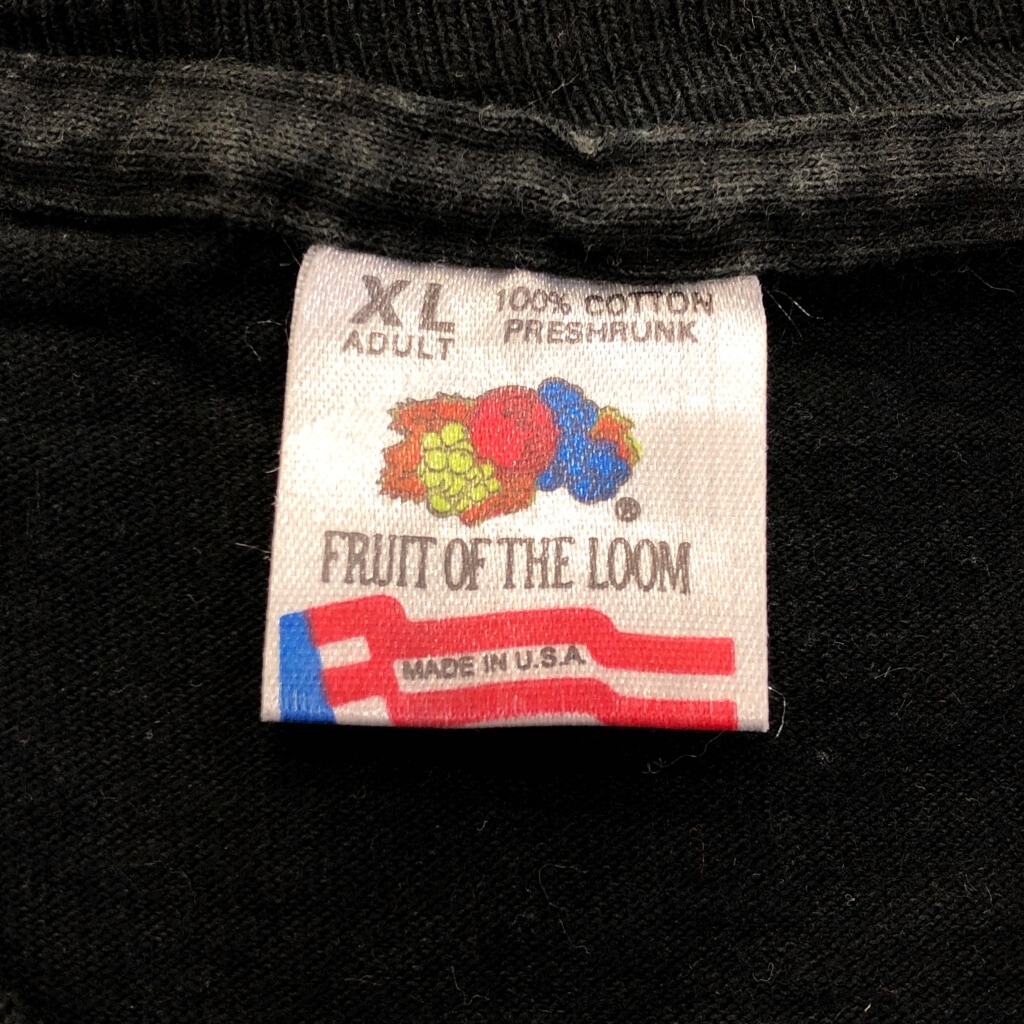 XL
ADULT
100% COTTON
PRESHRUNK
®
FRUIT OF THE LOOM
MADE IN U.S.A.